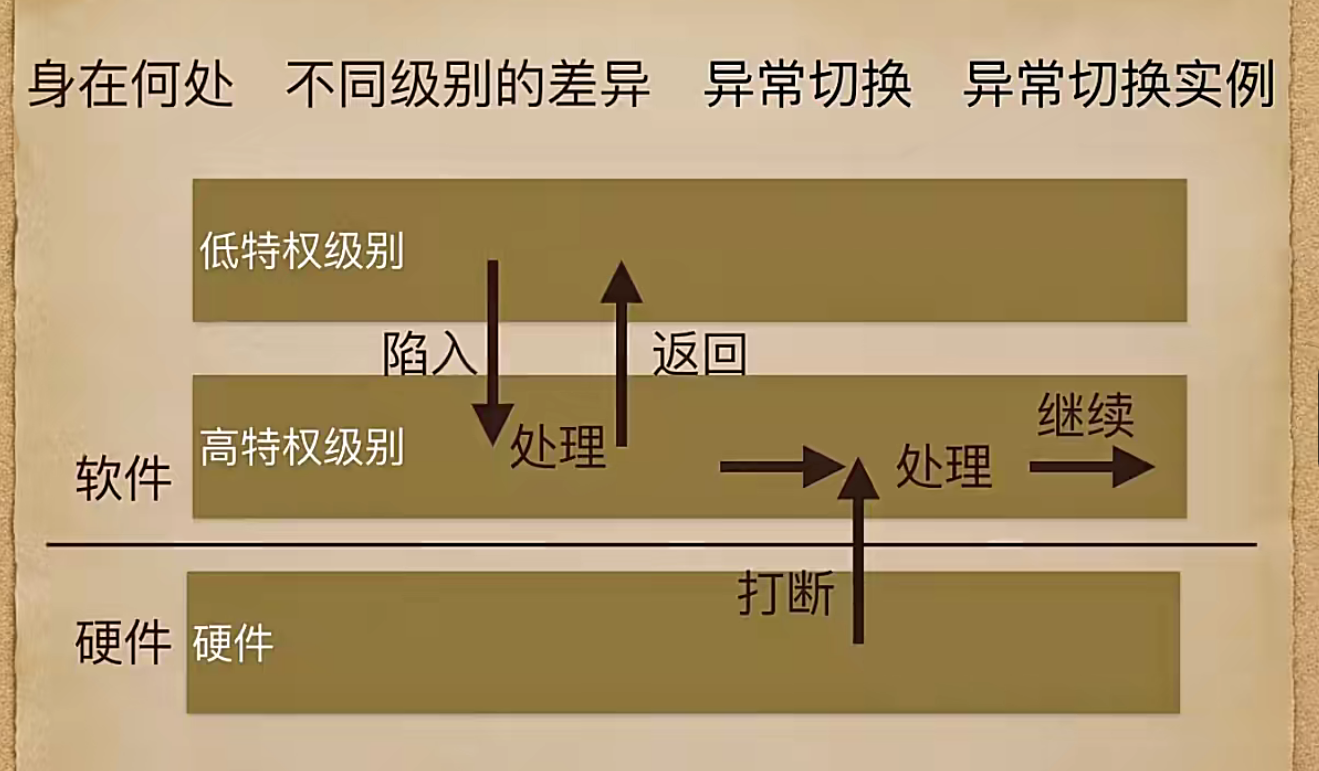 身在何处 不同级别的差异 异常切换 异常切换实例
低特权级别
陷入 返回
高特权级别 处理 处理 继续
软件
打断
硬件 硬件